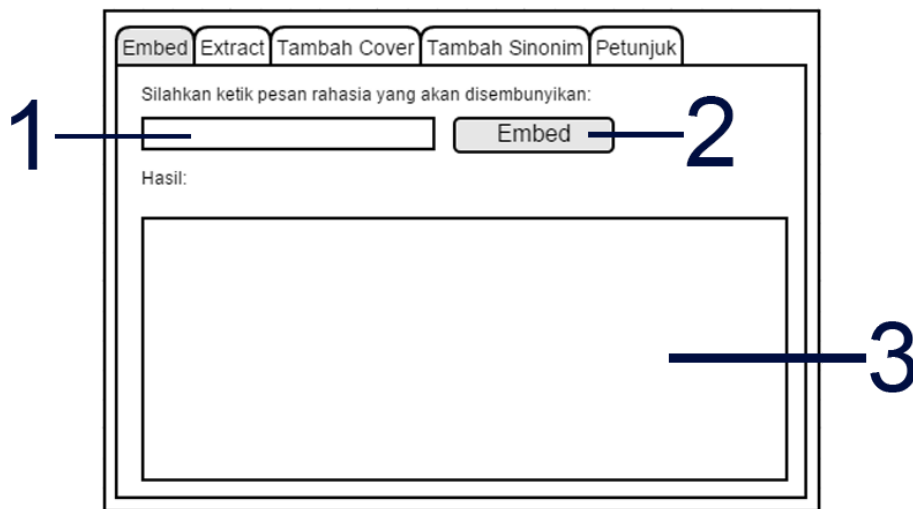 Embed Extract Tambah Cover Tambah Sinonim Petunjuk
Silahkan ketik pesan rahasia yang akan disembunyikan:
1 Embed 2
Hasil:
3